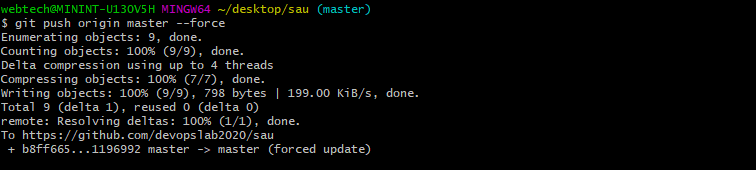 webtech@MININT-U13OV5H MINGW64 ~/desktop/sau (master)
$ git push origin master --force
Enumerating objects: 9, done.
Counting objects: 100% (9/9), done.
Delta compression using up to 4 threads
Compressing objects: 100% (7/7), done.
Writing objects: 100% (9/9), 798 bytes | 199.00 KiB/s, done.
Total 9 (delta 1), reused 0 (delta 0)
remote: Resolving deltas: 100% (1/1), done.
To https://github.com/devopslab2020/sau
 + b8ff665...1196992 master -> master (forced update)